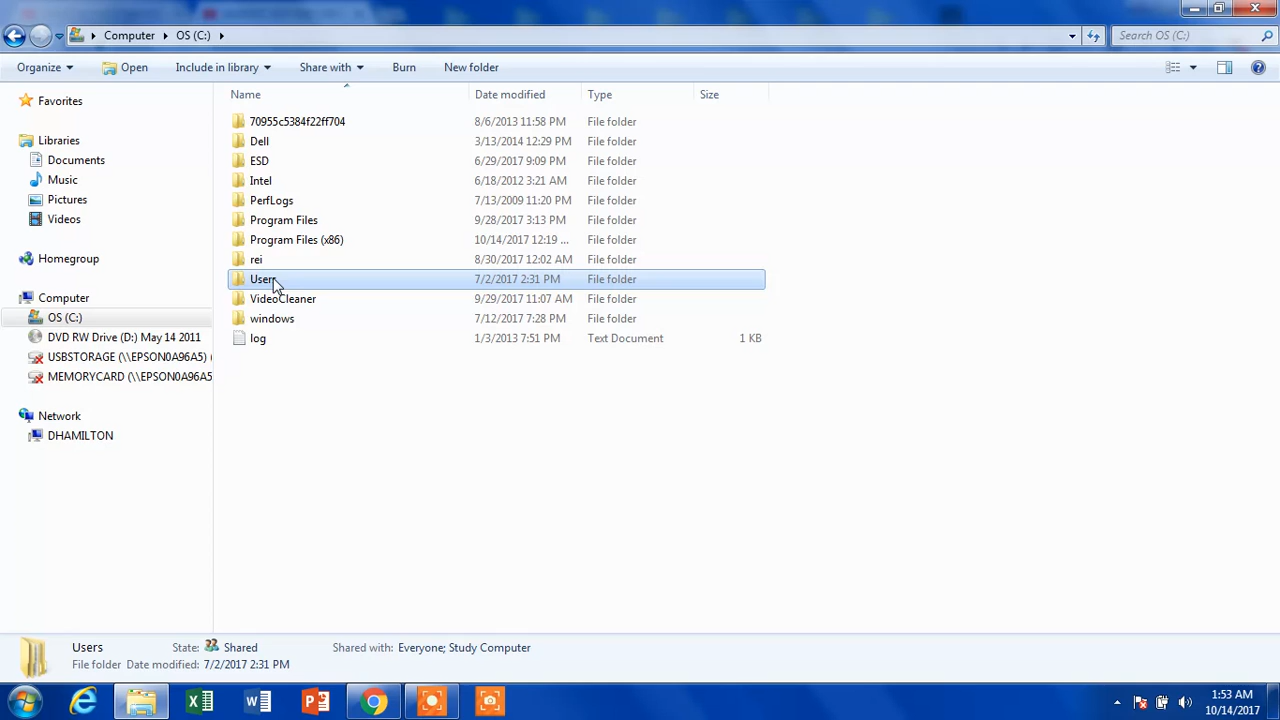 Computer OS (C:) Search OS (C:)
Organize Open Include in library Share with Burn New folder
Name Date modified Type Size
Favorites
Libraries
Documents
Music
Pictures
Videos
Homegroup
Computer
OS (C:)
DVD RW Drive (D:) May 14 2011
USBSTORAGE (\\EPSON0A96A5) (
MEMORYCARD (\\EPSON0A96A5)
Network
DHAMILTON
70955c5384f22ff704 8/6/2013 11:58 PM File folder
Dell 3/13/2014 12:29 PM File folder
ESD 6/29/2017 9:09 PM File folder
Intel 6/18/2012 3:21 AM File folder
PerfLogs 7/13/2009 11:20 PM File folder
Program Files 9/28/2017 3:13 PM File folder
Program Files (x86) 10/14/2017 12:19 ... File folder
rei 8/30/2017 12:02 AM File folder
Users 7/2/2017 2:31 PM File folder
VideoCleaner 9/29/2017 11:07 AM File folder
windows 7/12/2017 7:28 PM File folder
log 1/3/2013 7:51 PM Text Document 1 KB
Users State: Shared Shared with: Everyone; Study Computer
File folder Date modified: 7/2/2017 2:31 PM
1:53 AM
10/14/2017